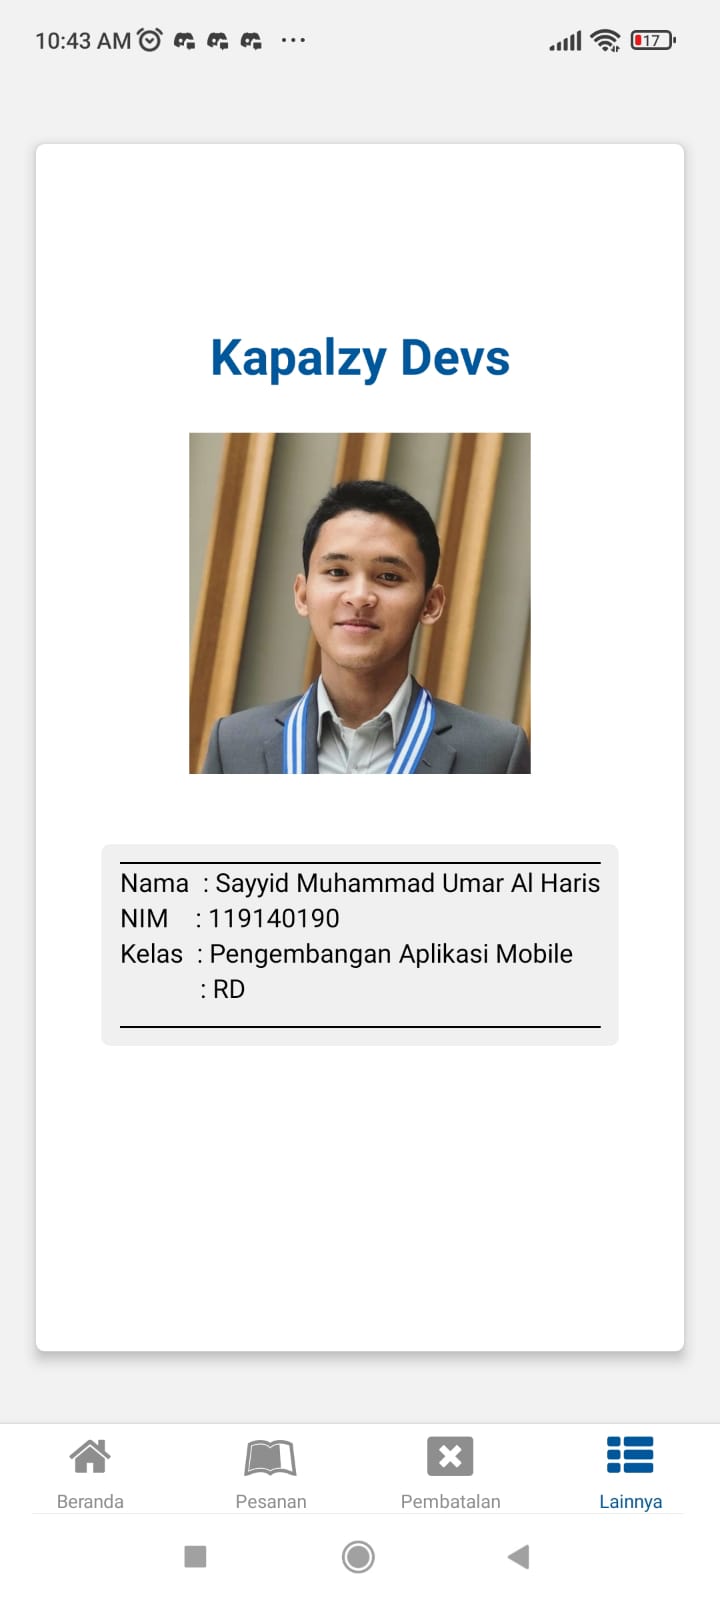 10:43 AM
17
Kapalzy Devs
Nama : Sayyid Muhammad Umar Al Haris
NIM : 119140190
Kelas : Pengembangan Aplikasi Mobile
: RD
Beranda
Pesanan
Pembatalan
Lainnya